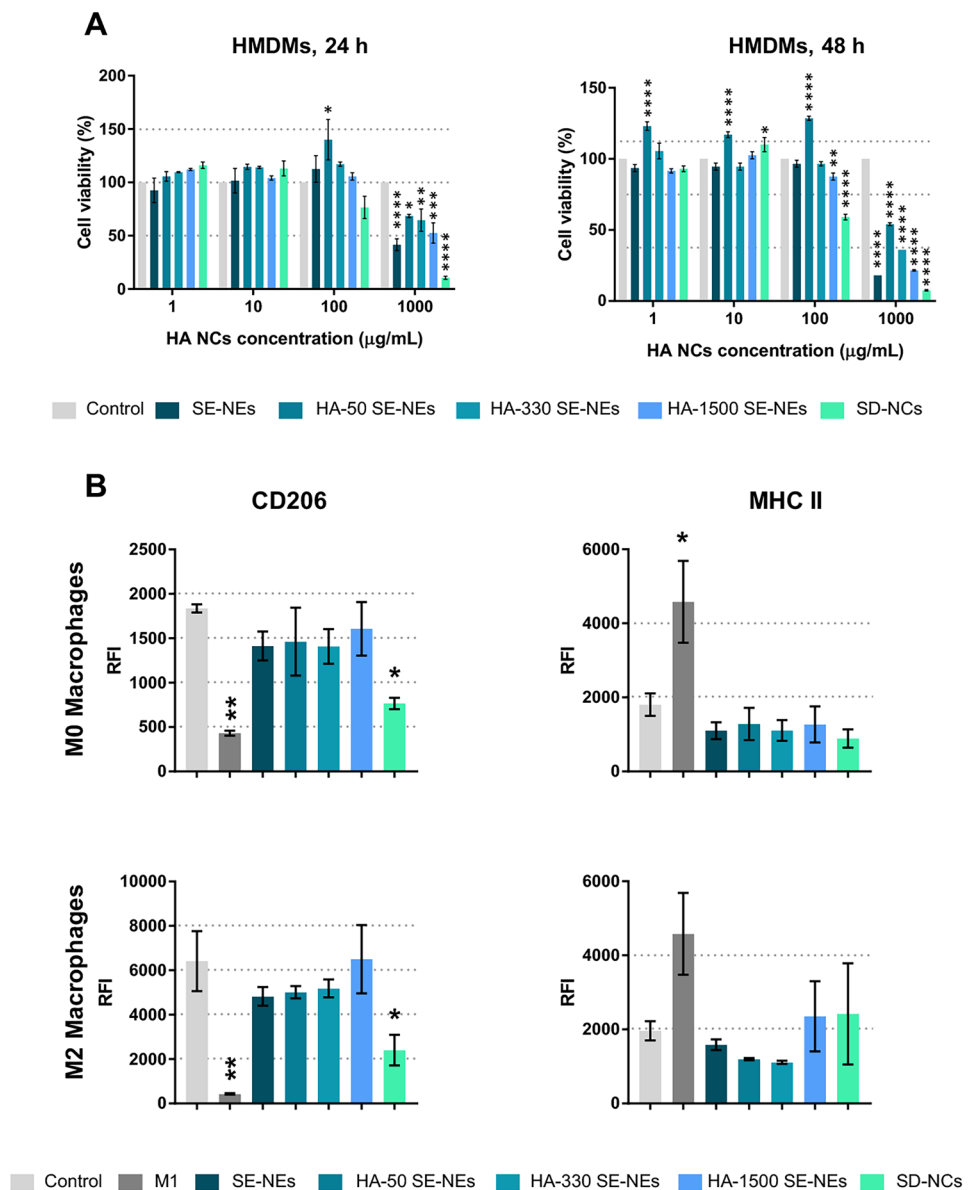 A
HMDMs, 24 h
Cell viability (%)
200
150
100
50
0
*
**** * ** *** ****
1 10 100 1000
HA NCs concentration (μg/mL)
HMDMs, 48 h
Cell viability (%)
150
100
50
0
**** **** * **** ** **** **** **** **** **** ****
1 10 100 1000
HA NCs concentration (μg/mL)
Control SE-NEs HA-50 SE-NEs HA-330 SE-NEs HA-1500 SE-NEs SD-NCs
B
CD206
MHC II
M0 Macrophages
RFI
2500
2000
1500
1000
500
0
** *
RFI
6000
4000
2000
0
*
M2 Macrophages
RFI
10000
8000
6000
4000
2000
0
** *
RFI
6000
4000
2000
0
Control M1 SE-NEs HA-50 SE-NEs HA-330 SE-NEs HA-1500 SE-NEs SD-NCs